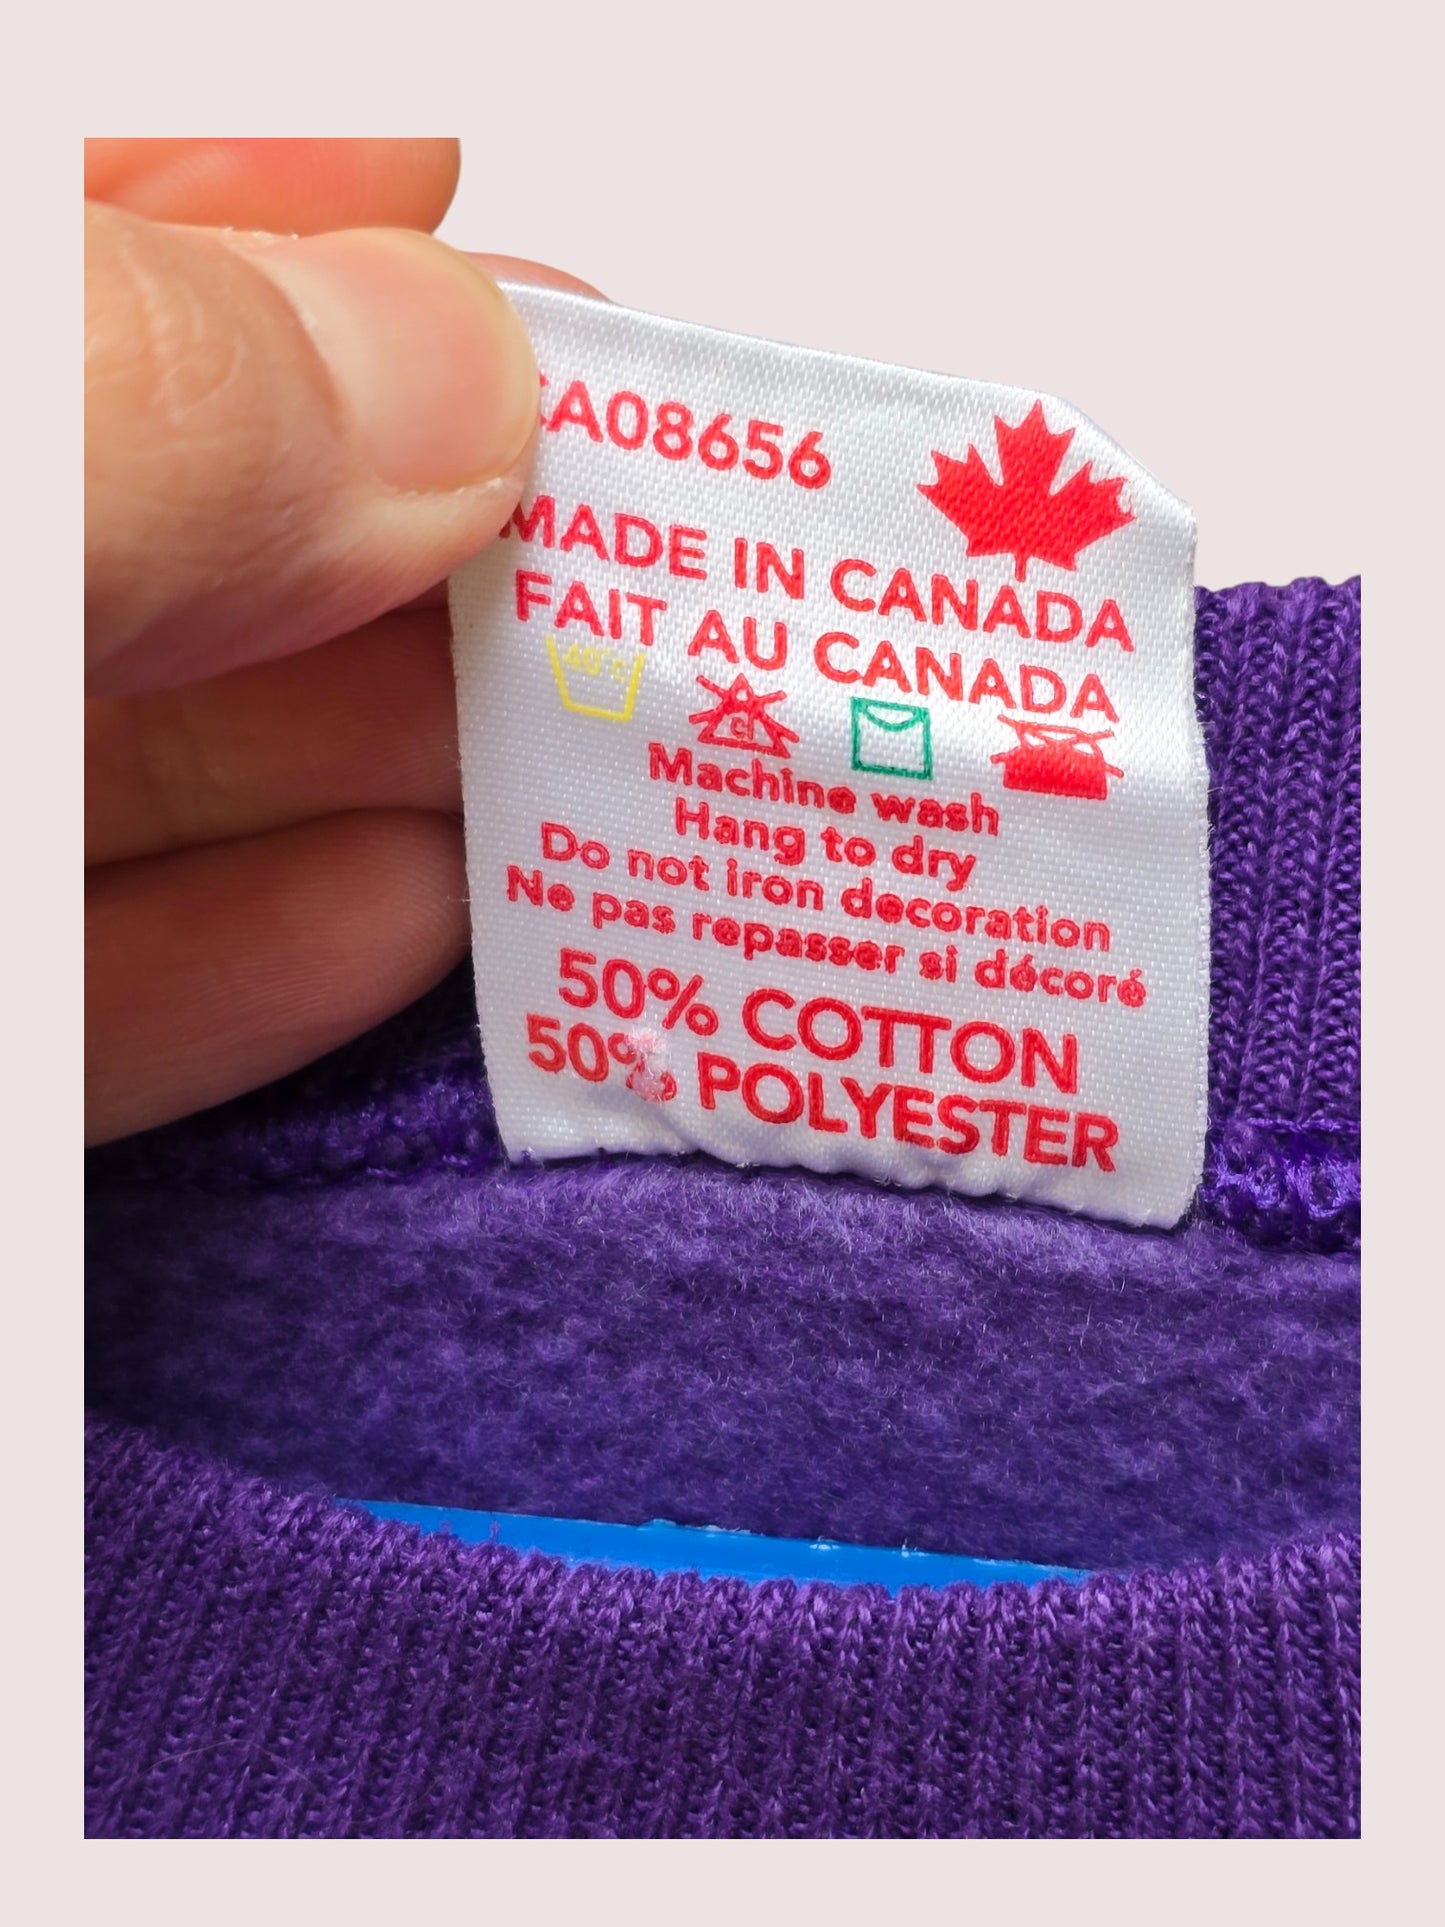 CA08656
MADE IN CANADA
FAIT AU CANADA
40°C
cl
Machine wash
Hang to dry
Do not iron decoration
Ne pas repasser si décoré
50% COTTON
50% POLYESTER